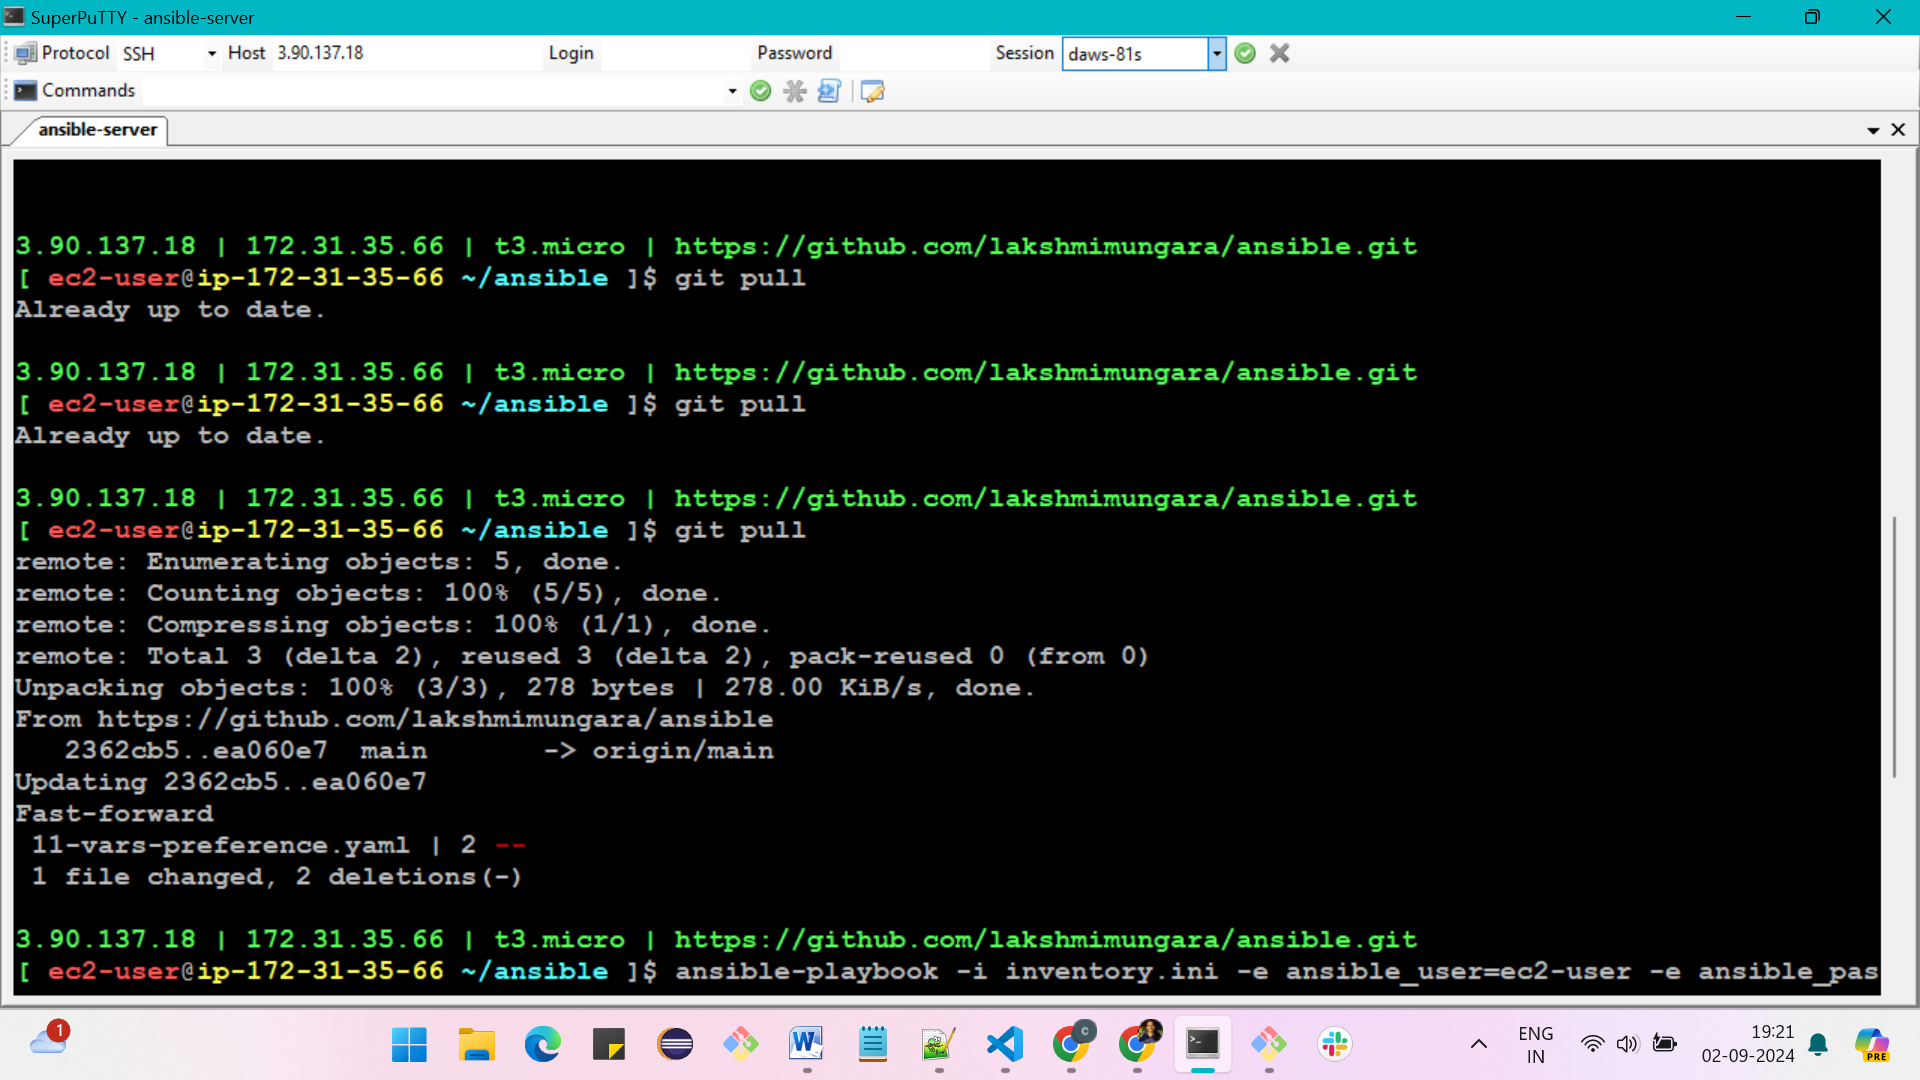 SuperPuTTY - ansible-server
Protocol SSH Host 3.90.137.18 Login Password Session daws-81s
Commands
ansible-server
3.90.137.18 | 172.31.35.66 | t3.micro | https://github.com/lakshmimungara/ansible.git
[ ec2-user@ip-172-31-35-66 ~/ansible ]$ git pull
Already up to date.
3.90.137.18 | 172.31.35.66 | t3.micro | https://github.com/lakshmimungara/ansible.git
[ ec2-user@ip-172-31-35-66 ~/ansible ]$ git pull
Already up to date.
3.90.137.18 | 172.31.35.66 | t3.micro | https://github.com/lakshmimungara/ansible.git
[ ec2-user@ip-172-31-35-66 ~/ansible ]$ git pull
remote: Enumerating objects: 5, done.
remote: Counting objects: 100% (5/5), done.
remote: Compressing objects: 100% (1/1), done.
remote: Total 3 (delta 2), reused 3 (delta 2), pack-reused 0 (from 0)
Unpacking objects: 100% (3/3), 278 bytes | 278.00 KiB/s, done.
From https://github.com/lakshmimungara/ansible
   2362cb5..ea060e7  main       -> origin/main
Updating 2362cb5..ea060e7
Fast-forward
 11-vars-preference.yaml | 2 --
 1 file changed, 2 deletions(-)
3.90.137.18 | 172.31.35.66 | t3.micro | https://github.com/lakshmimungara/ansible.git
[ ec2-user@ip-172-31-35-66 ~/ansible ]$ ansible-playbook -i inventory.ini -e ansible_user=ec2-user -e ansible_pas
1
C
ENG
IN
19:21
02-09-2024
PRE